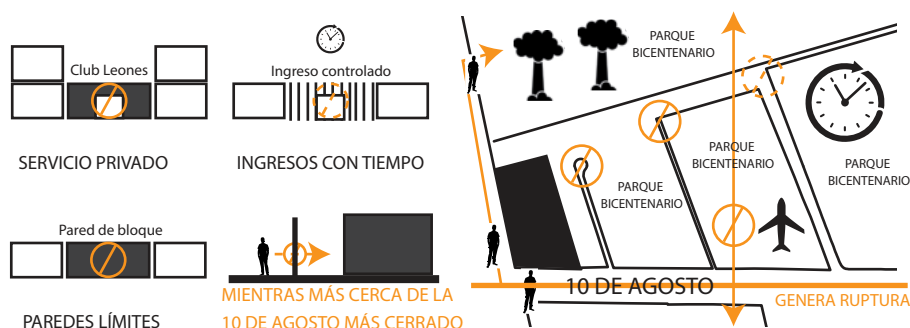 Club Leones
SERVICIO PRIVADO
Ingreso controlado
INGRESOS CON TIEMPO
Pared de bloque
PAREDES LÍMITES
MIENTRAS MÁS CERCA DE LA
10 DE AGOSTO MÁS CERRADO
PARQUE
BICENTENARIO
PARQUE
BICENTENARIO
PARQUE
BICENTENARIO
PARQUE
BICENTENARIO
10 DE AGOSTO
GENERA RUPTURA